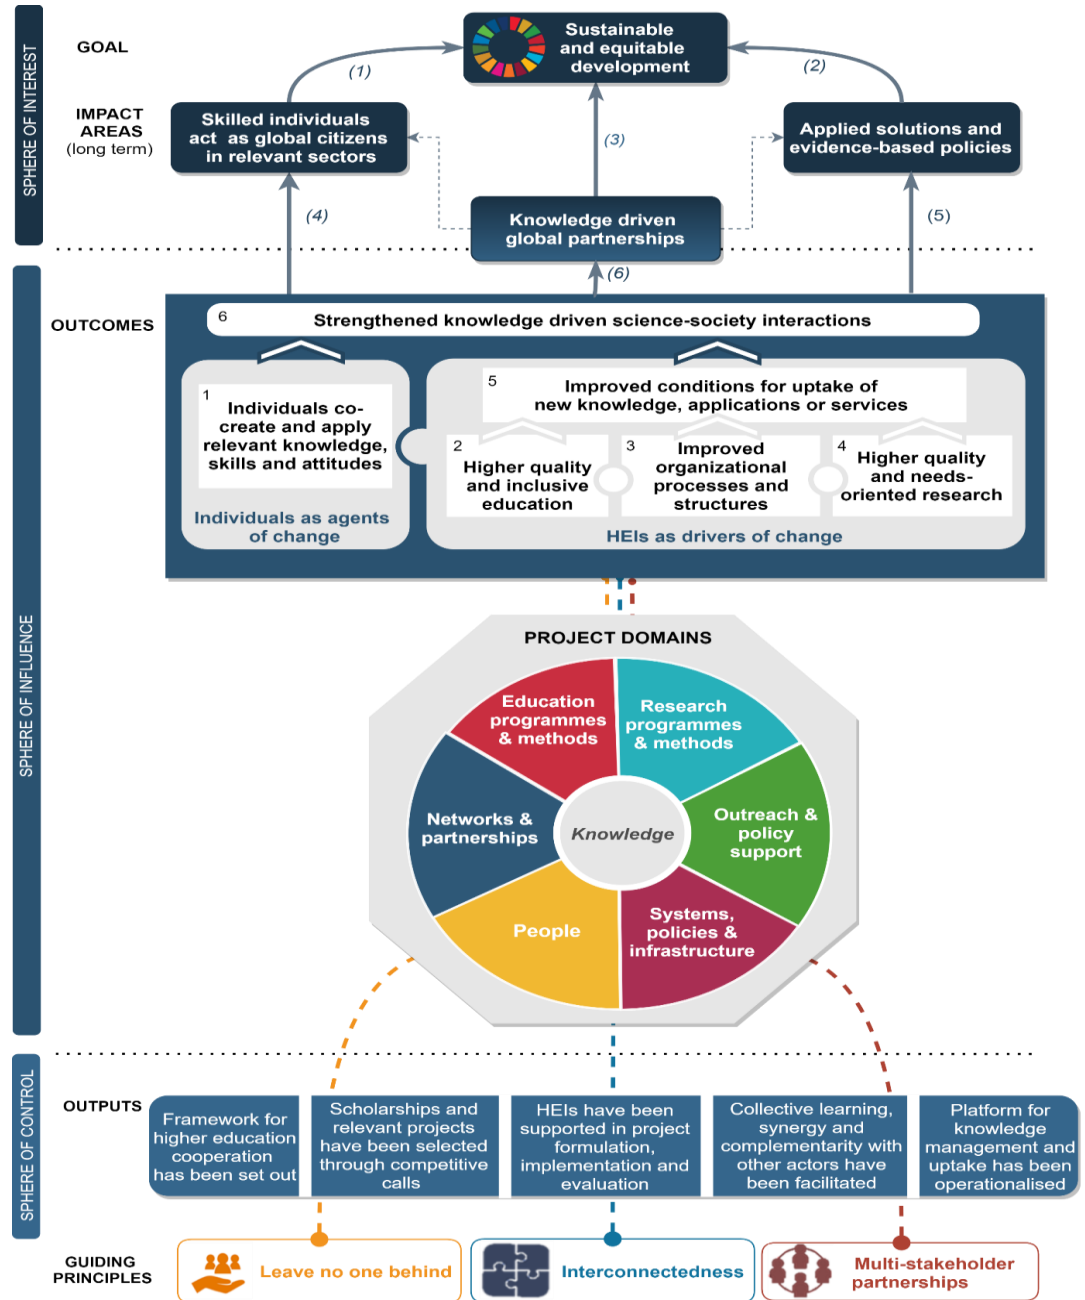 SPHERE OF INTEREST
GOAL
Sustainable
and equitable
development
(1)
(2)
IMPACT
AREAS
(long term)
Skilled individuals
act as global citizens
in relevant sectors
(3)
Applied solutions and
evidence-based policies
(4)
Knowledge driven
global partnerships
(5)
(6)
SPHERE OF INFLUENCE
OUTCOMES
6
Strengthened knowledge driven science-society interactions
1
Individuals co-
create and apply
relevant knowledge,
skills and attitudes
Individuals as agents
of change
5
Improved conditions for uptake of
new knowledge, applications or services
2
Higher quality
and inclusive
education
3
Improved
organizational
processes and
structures
4
Higher quality
and needs-
oriented research
HEIs as drivers of change
PROJECT DOMAINS
Education
programmes
& methods
Research
programmes
& methods
Networks &
partnerships
Knowledge
Outreach &
policy
support
People
Systems,
policies &
infrastructure
SPHERE OF CONTROL
OUTPUTS
Framework for
higher education
cooperation
has been set out
Scholarships and
relevant projects
have been selected
through competitive
calls
HEIs have been
supported in project
formulation,
implementation and
evaluation
Collective learning,
synergy and
complementarity with
other actors have
been facilitated
Platform for
knowledge
management and
uptake has been
operationalised
GUIDING
PRINCIPLES
Leave no one behind
Interconnectedness
Multi-stakeholder
partnerships